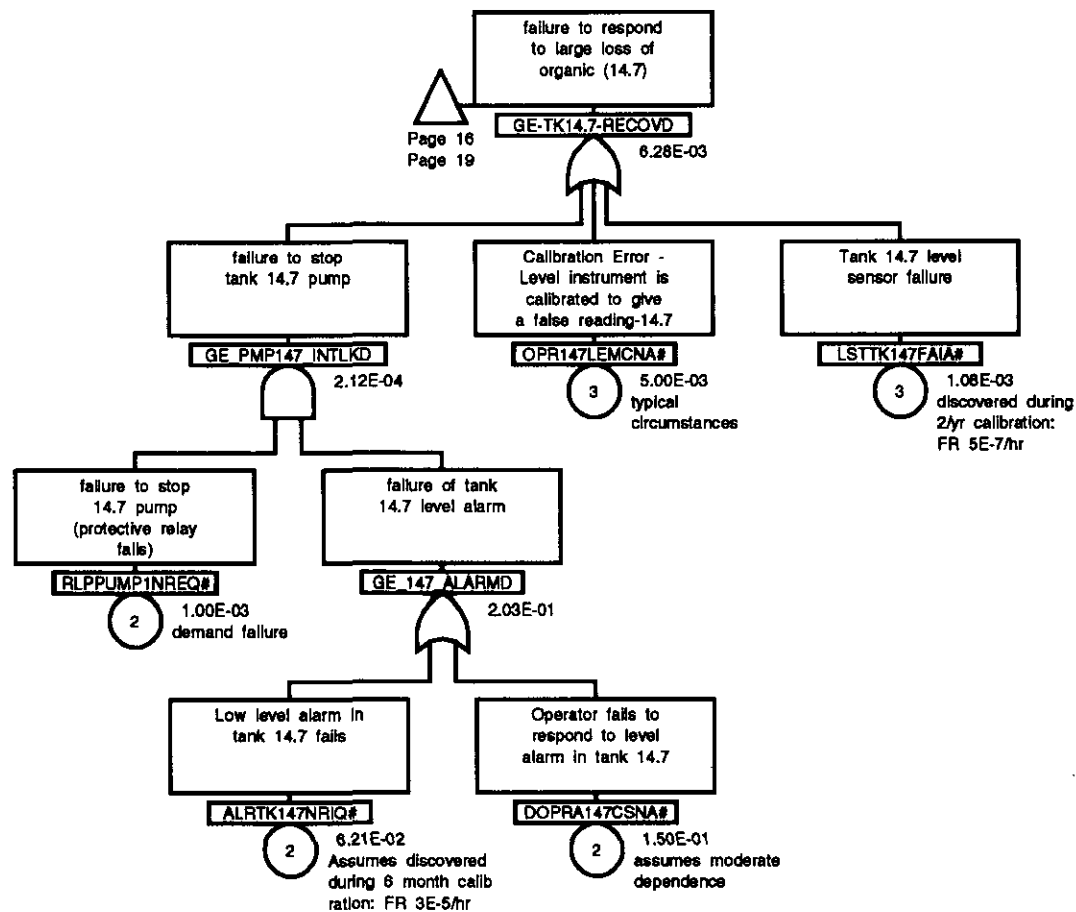 failure to respond
to large loss of
organic (14.7)
GE-TK14.7-RECOVD
Page 16
Page 19
6.28E-03
failure to stop
tank 14.7 pump
GE_PMP147_INTLKD
2.12E-04
Calibration Error -
Level instrument is
calibrated to give
a false reading-14.7
OPR147LEMCNA#
3
5.00E-03
typical
circumstances
Tank 14.7 level
sensor failure
LSTTK147FAIA#
3
1.08E-03
discovered during
2/yr calibration:
FR 5E-7/hr
failure to stop
14.7 pump
(protective relay
fails)
RLPPUMP1NREQ#
2
1.00E-03
demand failure
failure of tank
14.7 level alarm
GE_147_ALARMD
2.03E-01
Low level alarm in
tank 14.7 fails
ALRTK147NRIQ#
2
6.21E-02
Assumes discovered
during 6 month calib
ration: FR 3E-5/hr
Operator fails to
respond to level
alarm in tank 14.7
DOPRA147CSNA#
2
1.50E-01
assumes moderate
dependence